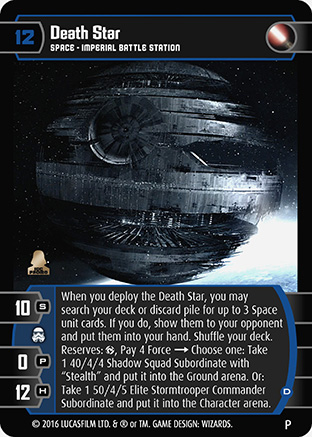 12
Death Star
SPACE - IMPERIAL BATTLE STATION
10 S
0 P
12 H
When you deploy the Death Star, you may
search your deck or discard pile for up to 3 Space
unit cards. If you do, show them to your opponent
and put them into your hand. Shuffle your deck.
Reserves: , Pay 4 Force → Choose one: Take
1 40/4/4 Shadow Squad Subordinate with
"Stealth" and put it into the Ground arena. Or:
Take 1 50/4/5 Elite Stormtrooper Commander
Subordinate and put it into the Character arena.
D
© 2016 LUCASFILM LTD. & ® or TM. GAME DESIGN: WIZARDS.
P